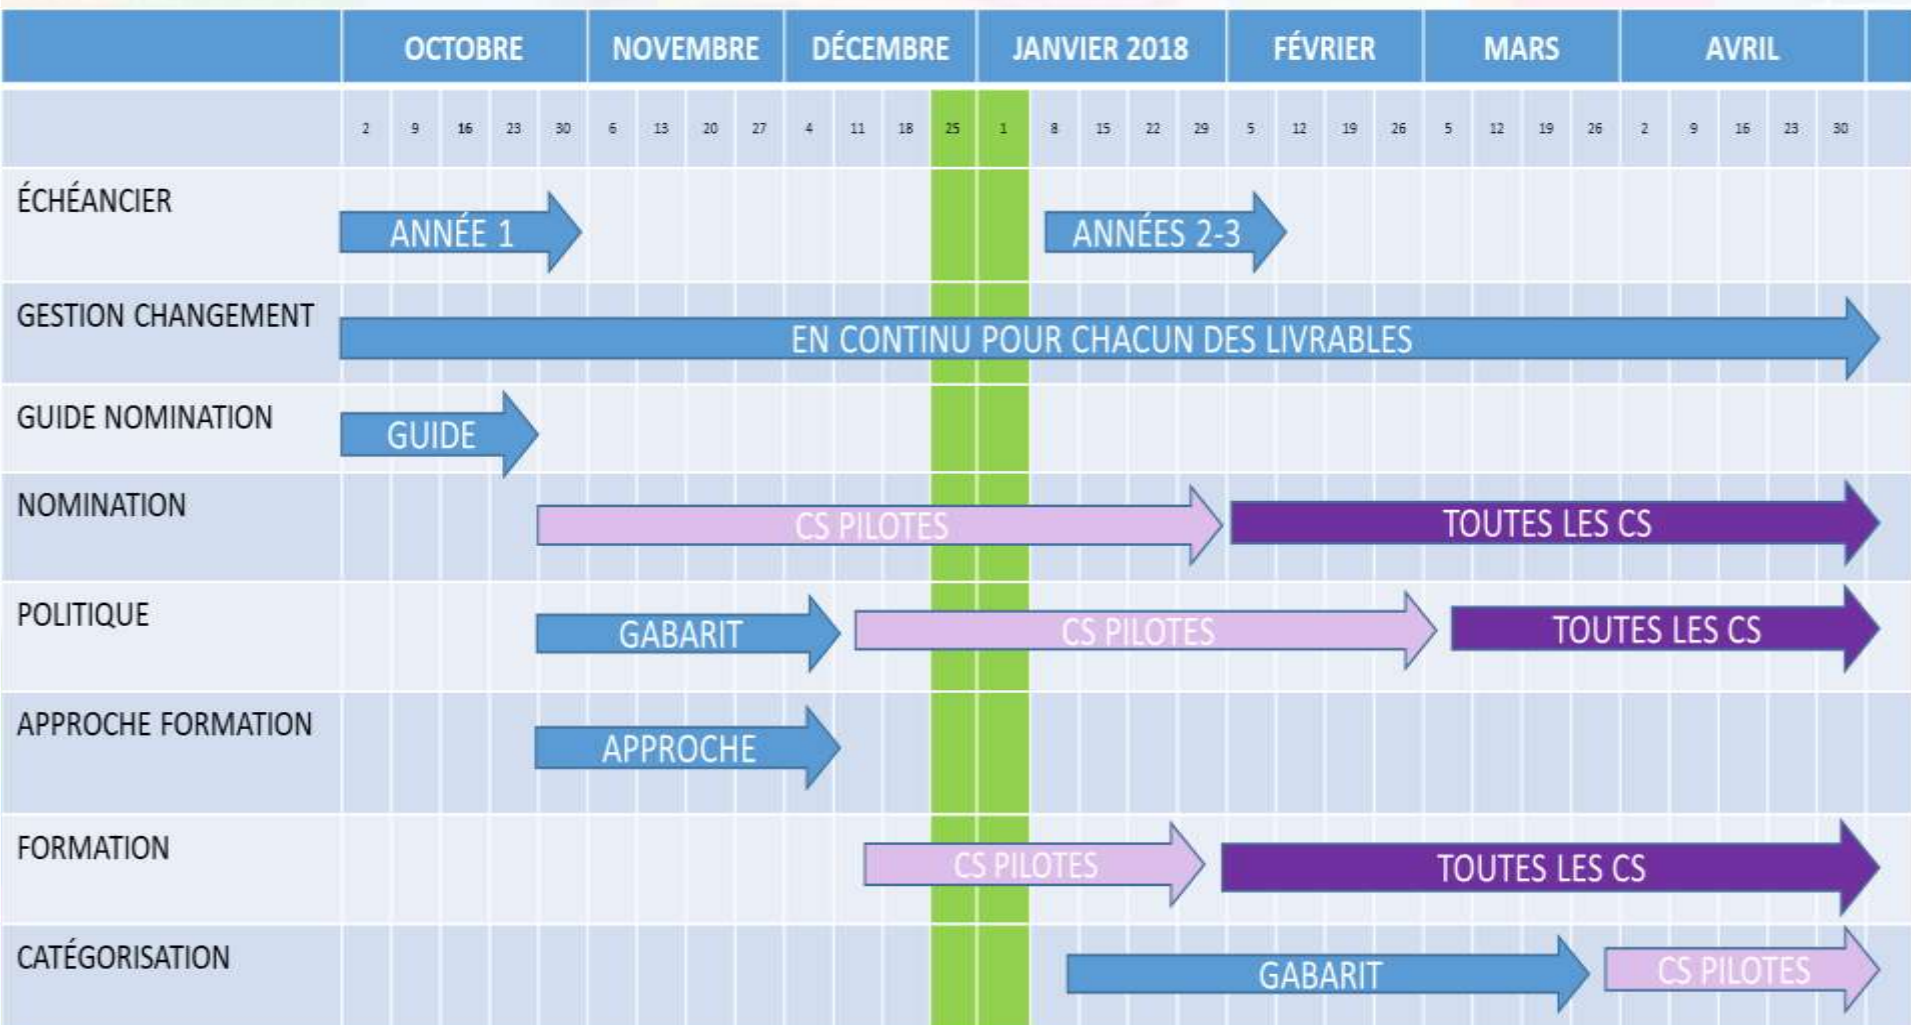 OCTOBRE NOVEMBRE DÉCEMBRE JANVIER 2018 FÉVRIER MARS AVRIL
2 9 16 23 30 6 13 20 27 4 11 18 25 1 8 15 22 29 5 12 19 26 5 12 19 26 2 9 16 23 30
ÉCHÉANCIER
ANNÉE 1 ANNÉES 2-3
GESTION CHANGEMENT
EN CONTINU POUR CHACUN DES LIVRABLES
GUIDE NOMINATION
GUIDE
NOMINATION
CS PILOTES TOUTES LES CS
POLITIQUE
GABARIT CS PILOTES TOUTES LES CS
APPROCHE FORMATION
APPROCHE
FORMATION
CS PILOTES TOUTES LES CS
CATÉGORISATION
GABARIT CS PILOTES